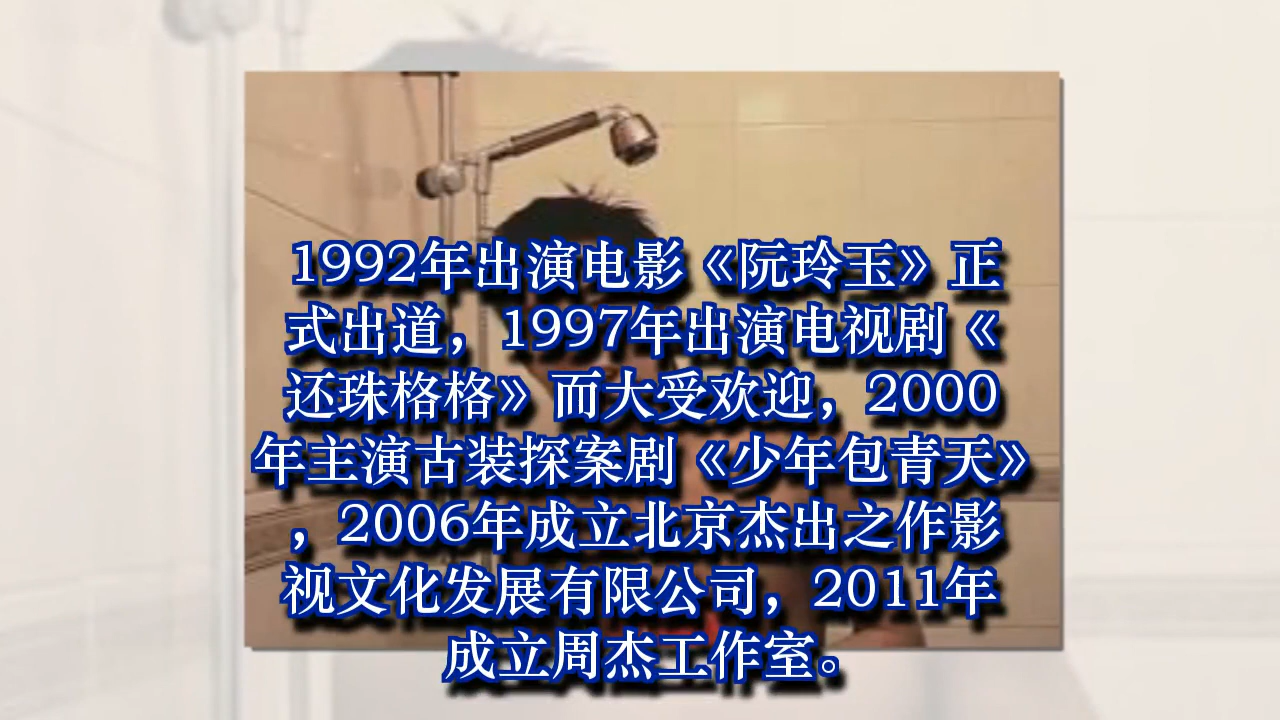 1992年出演电影《阮玲玉》正
式出道，1997年出演电视剧《
还珠格格》而大受欢迎，2000
年主演古装探案剧《少年包青天》
，2006年成立北京杰出之作影
视文化发展有限公司，2011年
成立周杰工作室。